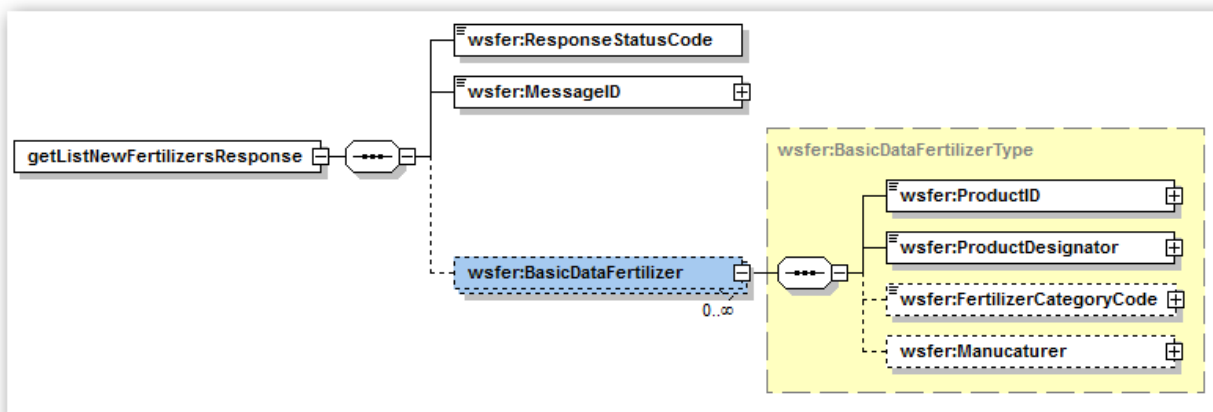 wsfer:ResponseStatusCode
wsfer:MessageID
getListNewFertilizersResponse
wsfer:BasicDataFertilizerType
wsfer:ProductID
wsfer:ProductDesignator
wsfer:BasicDataFertilizer
0..∞
wsfer:FertilizerCategoryCode
wsfer:Manucaturer